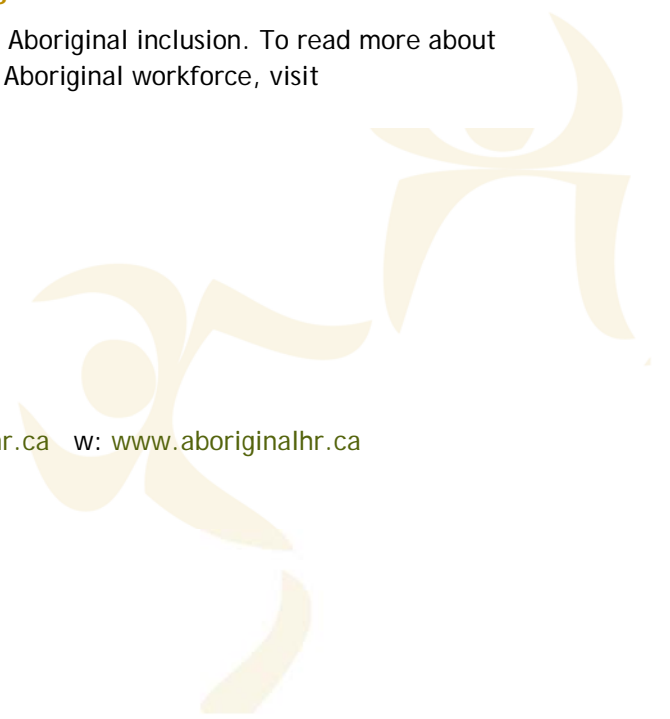 Aboriginal inclusion. To read more about
Aboriginal workforce, visit
r.ca w: www.aboriginalhr.ca